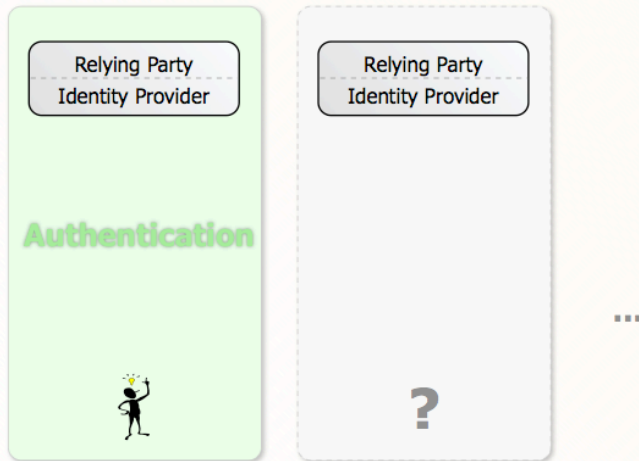 Relying Party
Identity Provider
Authentication
Relying Party
Identity Provider
?
...